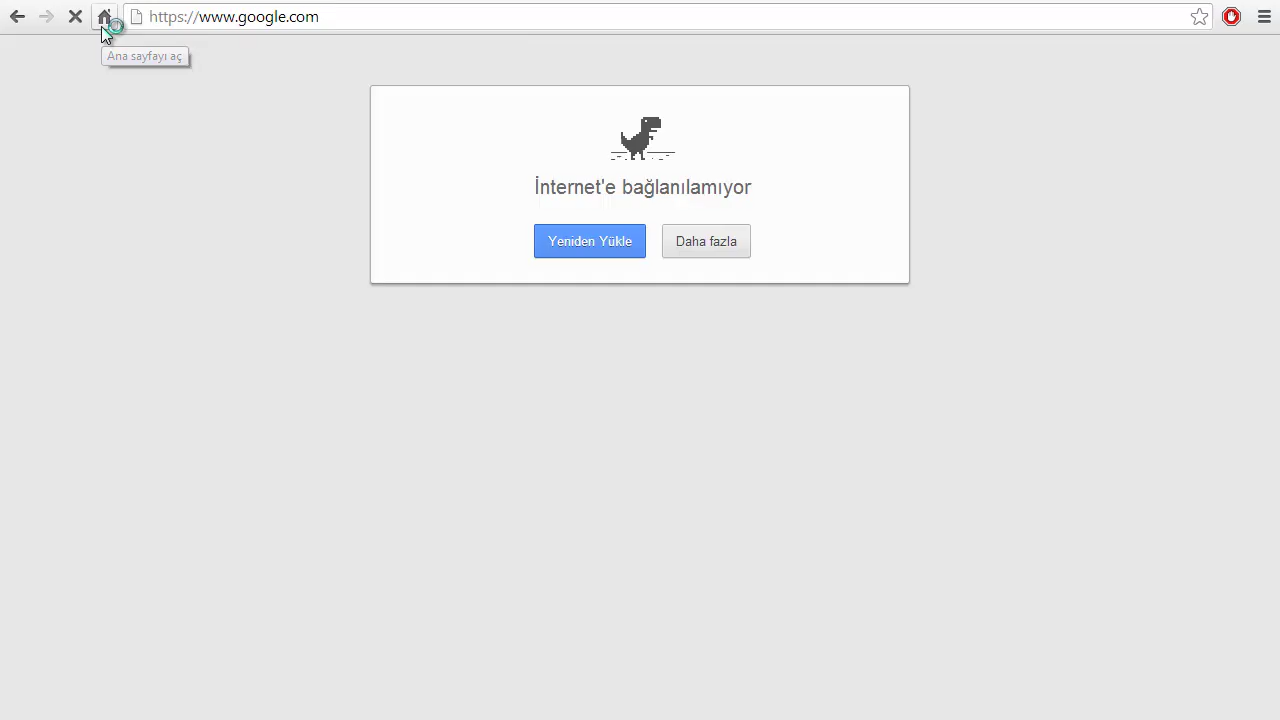 https://www.google.com
Ana sayfayı aç
İnternet'e bağlanılamıyor
Yeniden Yükle
Daha fazla